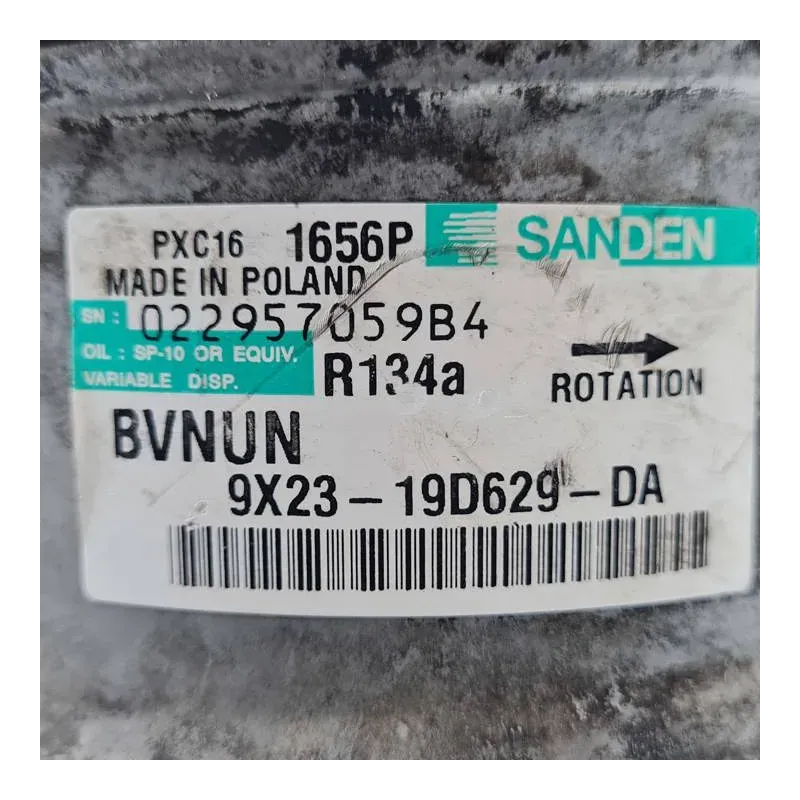 PXC16 1656P SANDEN
MADE IN POLAND
SN : 022957059B4
OIL : SP-10 OR EQUIV.
VARIABLE DISP.
R134a
ROTATION
BVNUN
9X23-19D629-DA